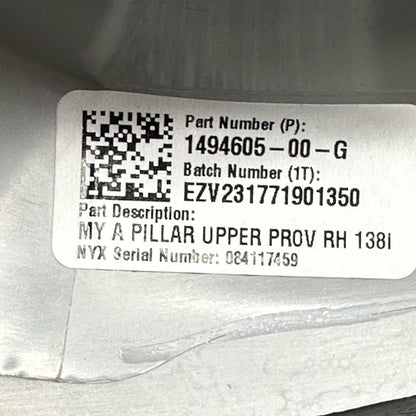 Part Number (P):
1494605-00-G
Batch Number (1T):
EZV231771901350
Part Description:
MY A PILLAR UPPER PROV RH 138I
NYX Serial Number: 084117459